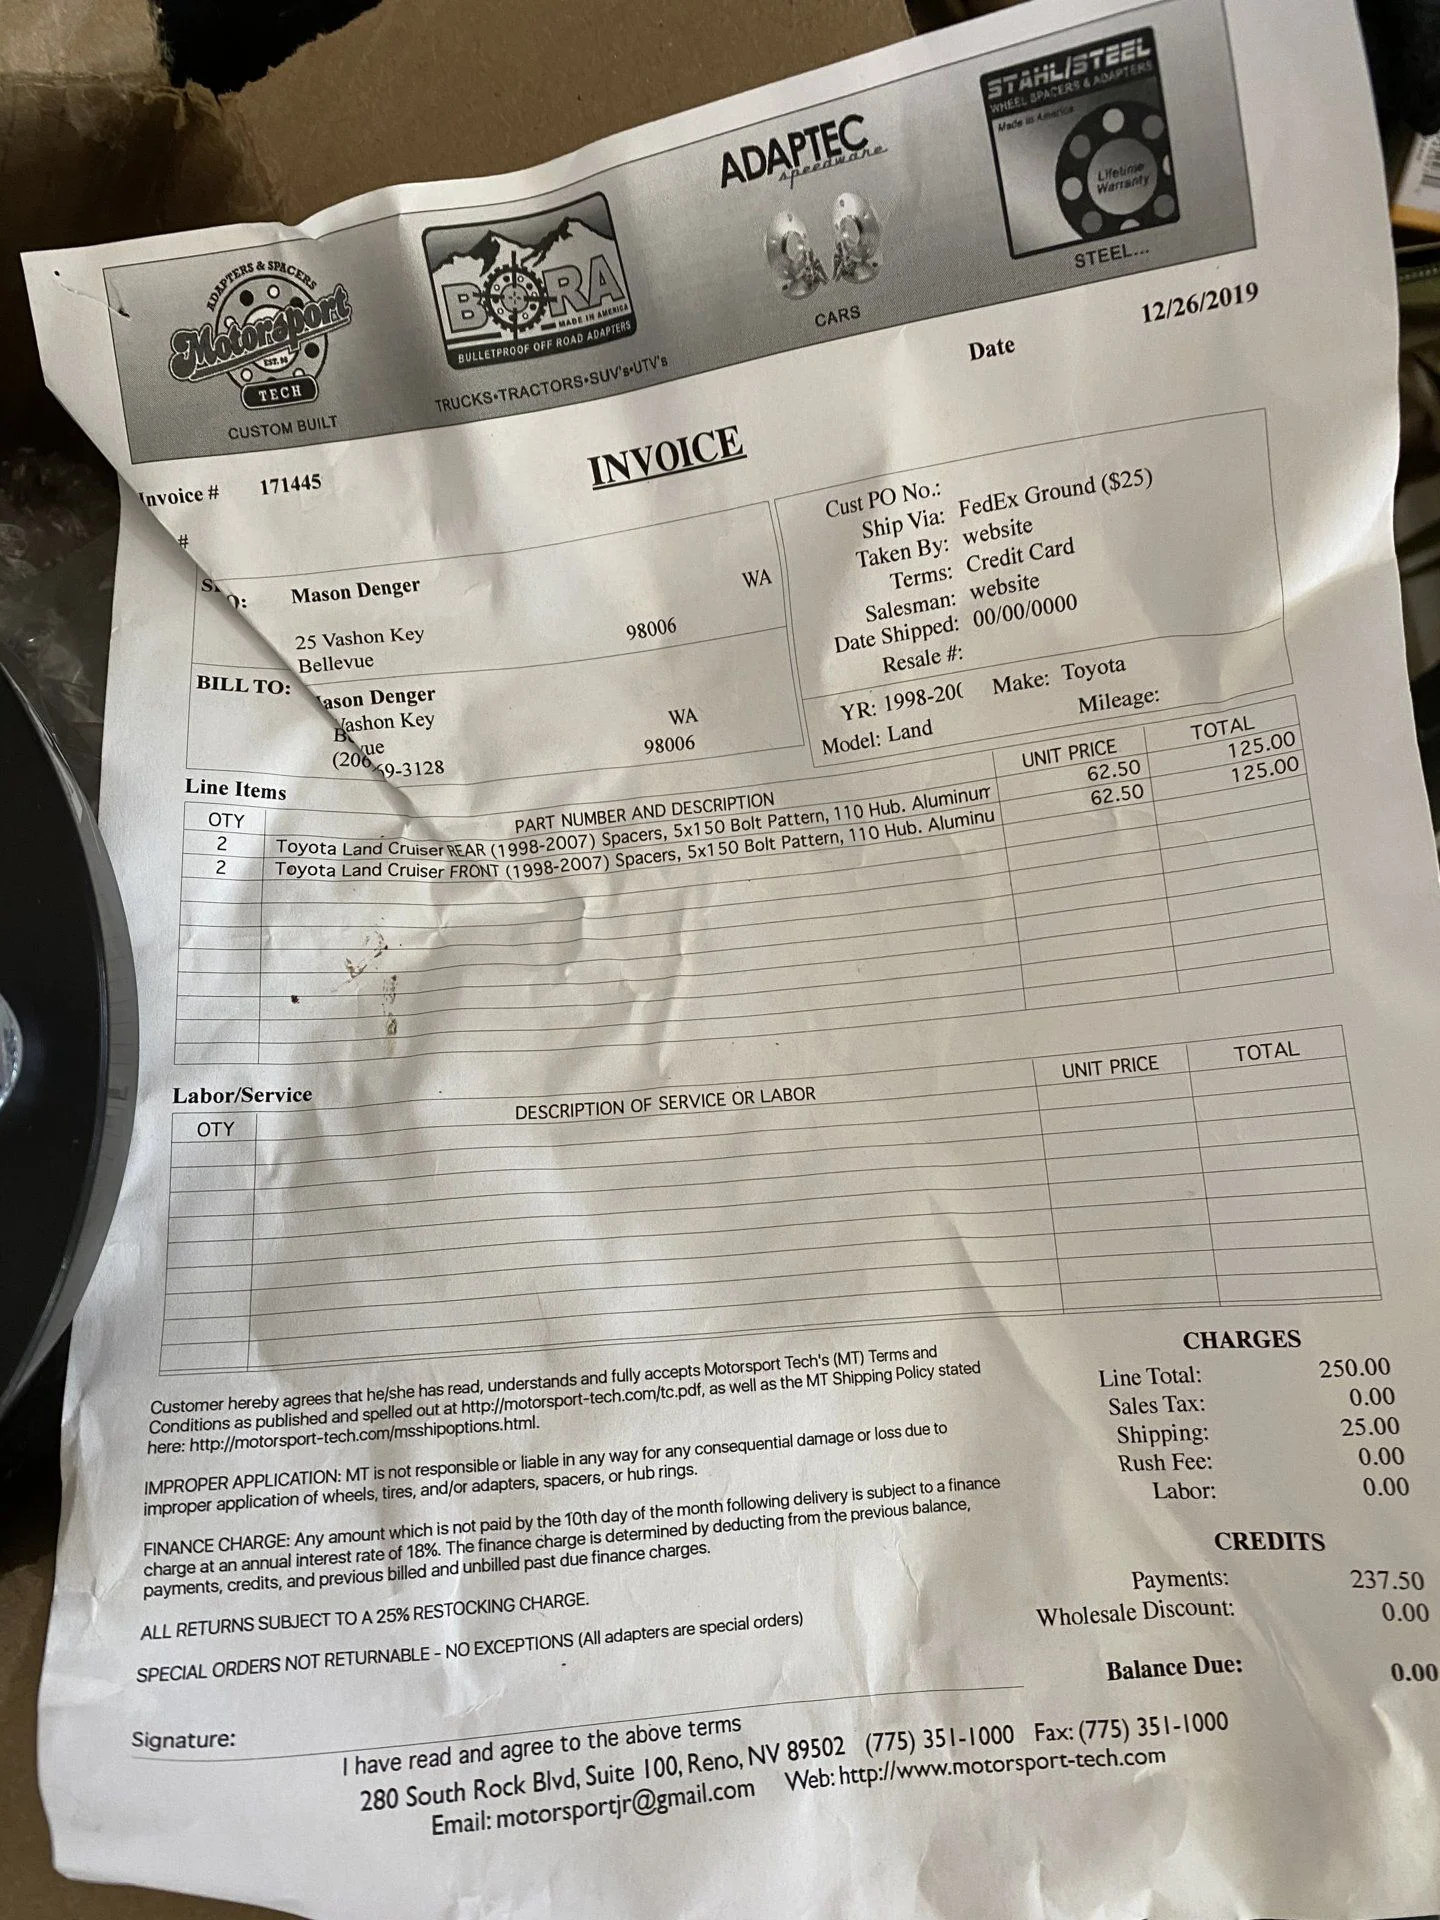 ADAPTERS & SPACERS
Motorsport
EST. 96
TECH
CUSTOM BUILT
BORA
MADE IN AMERICA
BULLETPROOF OFF ROAD ADAPTERS
TRUCKS•TRACTORS•SUV's•UTV's
ADAPTEC
speedware
CARS
STAHL/STEEL
WHEEL SPACERS & ADAPTERS
Made in America
Lifetime
Warranty
STEEL...
Date 12/26/2019
INVOICE
Invoice # 171445
#
Mason Denger WA
25 Vashon Key 98006
Bellevue
BILL TO: ason Denger
Vashon Key WA
ue 98006
(206 59-3128
Cust PO No.:
Ship Via: FedEx Ground ($25)
Taken By: website
Terms: Credit Card
Salesman: website
Date Shipped: 00/00/0000
Resale #:
YR: 1998-200 Make: Toyota
Model: Land Mileage:
Line Items
QTY PART NUMBER AND DESCRIPTION UNIT PRICE TOTAL
2 Toyota Land Cruiser REAR (1998-2007) Spacers, 5x150 Bolt Pattern, 110 Hub. Aluminum 62.50 125.00
2 Toyota Land Cruiser FRONT (1998-2007) Spacers, 5x150 Bolt Pattern, 110 Hub. Aluminu 62.50 125.00
Labor/Service
QTY DESCRIPTION OF SERVICE OR LABOR UNIT PRICE TOTAL
Customer hereby agrees that he/she has read, understands and fully accepts Motorsport Tech's (MT) Terms and
Conditions as published and spelled out at http://motorsport-tech.com/tc.pdf, as well as the MT Shipping Policy stated
here: http://motorsport-tech.com/msshipoptions.html.
IMPROPER APPLICATION: MT is not responsible or liable in any way for any consequential damage or loss due to
improper application of wheels, tires, and/or adapters, spacers, or hub rings.
FINANCE CHARGE: Any amount which is not paid by the 10th day of the month following delivery is subject to a finance
charge at an annual interest rate of 18%. The finance charge is determined by deducting from the previous balance,
payments, credits, and previous billed and unbilled past due finance charges.
ALL RETURNS SUBJECT TO A 25% RESTOCKING CHARGE.
SPECIAL ORDERS NOT RETURNABLE - NO EXCEPTIONS (All adapters are special orders)
CHARGES
Line Total: 250.00
Sales Tax: 0.00
Shipping: 25.00
Rush Fee: 0.00
Labor: 0.00
CREDITS
Payments: 237.50
Wholesale Discount: 0.00
Balance Due: 0.00
Signature:
I have read and agree to the above terms
280 South Rock Blvd, Suite 100, Reno, NV 89502 (775) 351-1000 Fax: (775) 351-1000
Email: motorsportjr@gmail.com Web: http://www.motorsport-tech.com